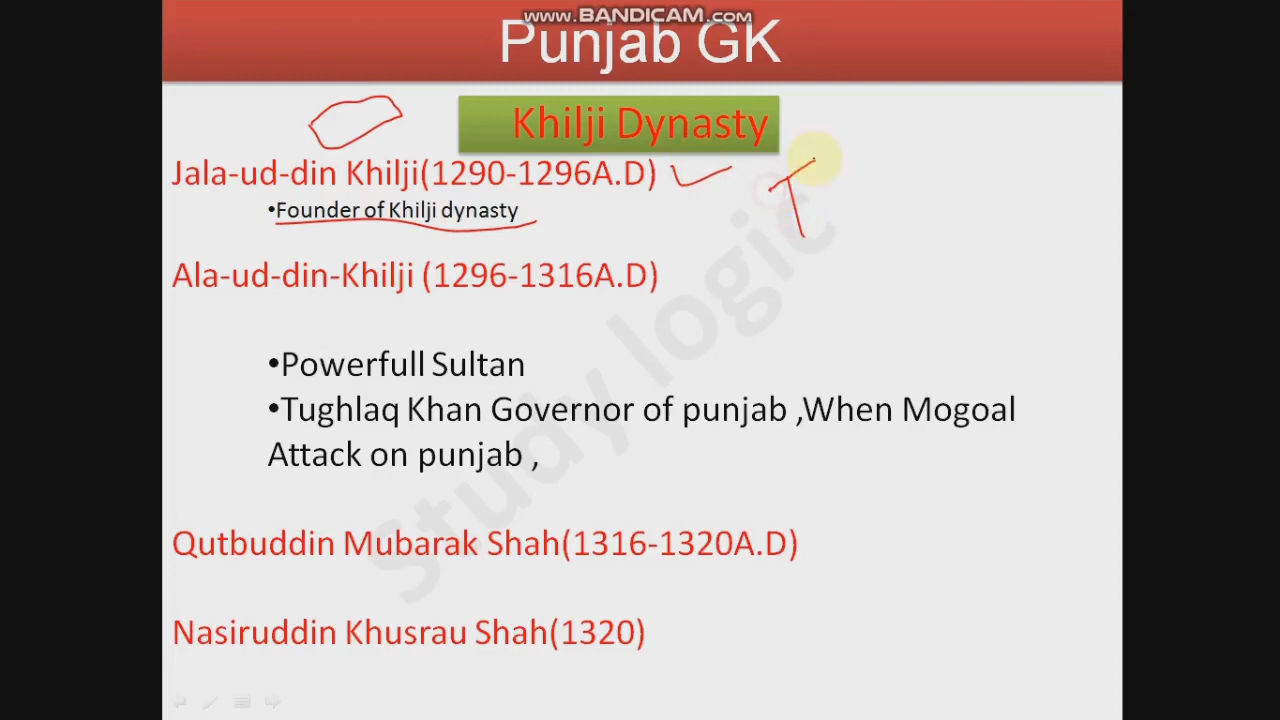 www.BANDICAM.com
Punjab GK
Khilji Dynasty
Jala-ud-din Khilji(1290-1296A.D)
T
•Founder of Khilji dynasty
Ala-ud-din-Khilji (1296-1316A.D)
•Powerfull Sultan
•Tughlaq Khan Governor of punjab ,When Mogoal
Attack on punjab ,
Qutbuddin Mubarak Shah(1316-1320A.D)
Nasiruddin Khusrau Shah(1320)
Study logic